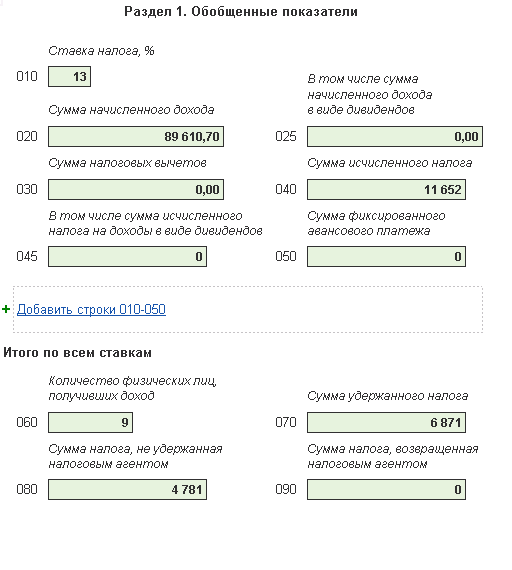 Раздел 1. Обобщенные показатели
Ставка налога, %
010 13
В том числе сумма
начисленного дохода
в виде дивидендов
Сумма начисленного дохода
020 89 610,70 025 0,00
Сумма налоговых вычетов Сумма исчисленного налога
030 0,00 040 11 652
В том числе сумма исчисленного
налога на доходы в виде дивидендов
Сумма фиксированного
авансового платежа
045 0 050 0
+ Добавить строки 010-050
Итого по всем ставкам
Количество физических лиц,
получивших доход
Сумма удержанного налога
060 9 070 6 871
Сумма налога, не удержанная
налоговым агентом
Сумма налога, возвращенная
налоговым агентом
080 4 781 090 0